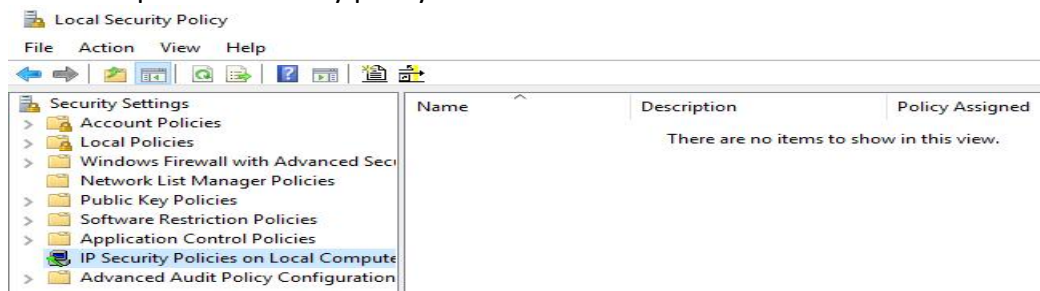 Local Security Policy
File Action View Help
Security Settings
Account Policies
Local Policies
Windows Firewall with Advanced Secu
Network List Manager Policies
Public Key Policies
Software Restriction Policies
Application Control Policies
IP Security Policies on Local Compute
Advanced Audit Policy Configuration
Name Description Policy Assigned
There are no items to show in this view.